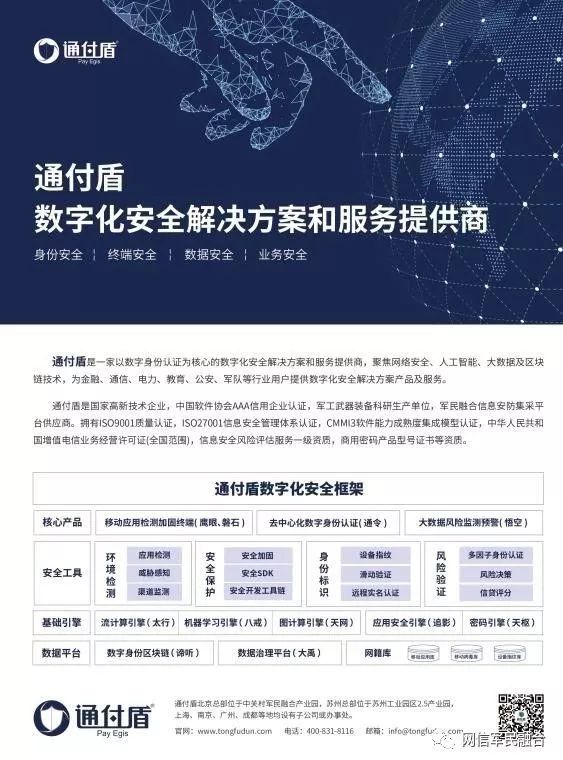 通付盾
Pay Egis
通付盾
数字化安全解决方案和服务提供商
身份安全 ¦ 终端安全 ¦ 数据安全 ¦ 业务安全
通付盾是一家以数字身份认证为核心的数字化安全解决方案和服务提供商，聚焦网络安全、人工智能、大数据及区块
链技术，为金融、通信、电力、教育、公安、军队等行业用户提供数字化安全解决方案产品及服务。
通付盾是国家高新技术企业，中国软件协会AAA信用企业认证，军工武器装备科研生产单位，军民融合信息安防集采平
台供应商。拥有ISO9001质量认证，ISO27001信息安全管理体系认证，CMMI3软件能力成熟度集成模型认证，中华人民共和
国增值电信业务经营许可证(全国范围)，信息安全风险评估服务一级资质，商用密码产品型号证书等资质。
通付盾数字化安全框架
核心产品 移动应用检测加固终端( 鹰眼、磐石 ) 去中心化数字身份认证( 通令 ) 大数据风险监测预警( 悟空 )
安全工具
环境检测
应用检测
威胁感知
渠道监测
安全保护
安全加固
安全SDK
安全开发工具链
身份标识
设备指纹
滑动验证
远程实名认证
风险验证
多因子身份认证
风险决策
信贷评分
基础引擎 流计算引擎( 太行 ) 机器学习引擎( 八戒 ) 图计算引擎( 天网 ) 应用安全引擎( 追影 ) 密码引擎( 天枢 )
数据平台 数字身份区块链( 谛听 ) 数据治理平台( 大禹 ) 网籍库 移动应用库 移动病毒库 设备指纹库
通付盾
Pay Egis
通付盾北京总部位于中关村军民融合产业园，苏州总部位于苏州工业园区2.5产业园，
上海、南京、广州、成都等地均设有子公司或办事处。
官网：www.tongfudun.com 电话：400-831-8116 邮箱：info@tongfudun.com
网信军民融合